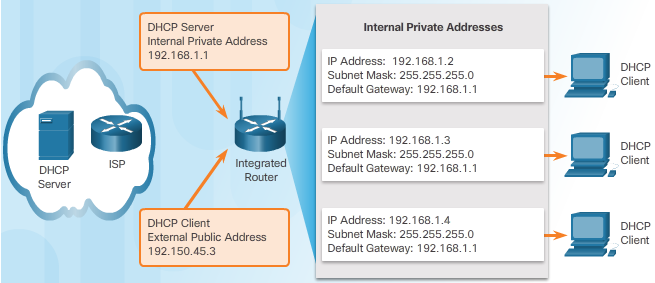 DHCP Server
Internal Private Address
192.168.1.1
DHCP
Server
ISP
Integrated
Router
DHCP Client
External Public Address
192.150.45.3
Internal Private Addresses
IP Address: 192.168.1.2
Subnet Mask: 255.255.255.0
Default Gateway: 192.168.1.1
DHCP
Client
IP Address: 192.168.1.3
Subnet Mask: 255.255.255.0
Default Gateway: 192.168.1.1
DHCP
Client
IP Address: 192.168.1.4
Subnet Mask: 255.255.255.0
Default Gateway: 192.168.1.1
DHCP
Client